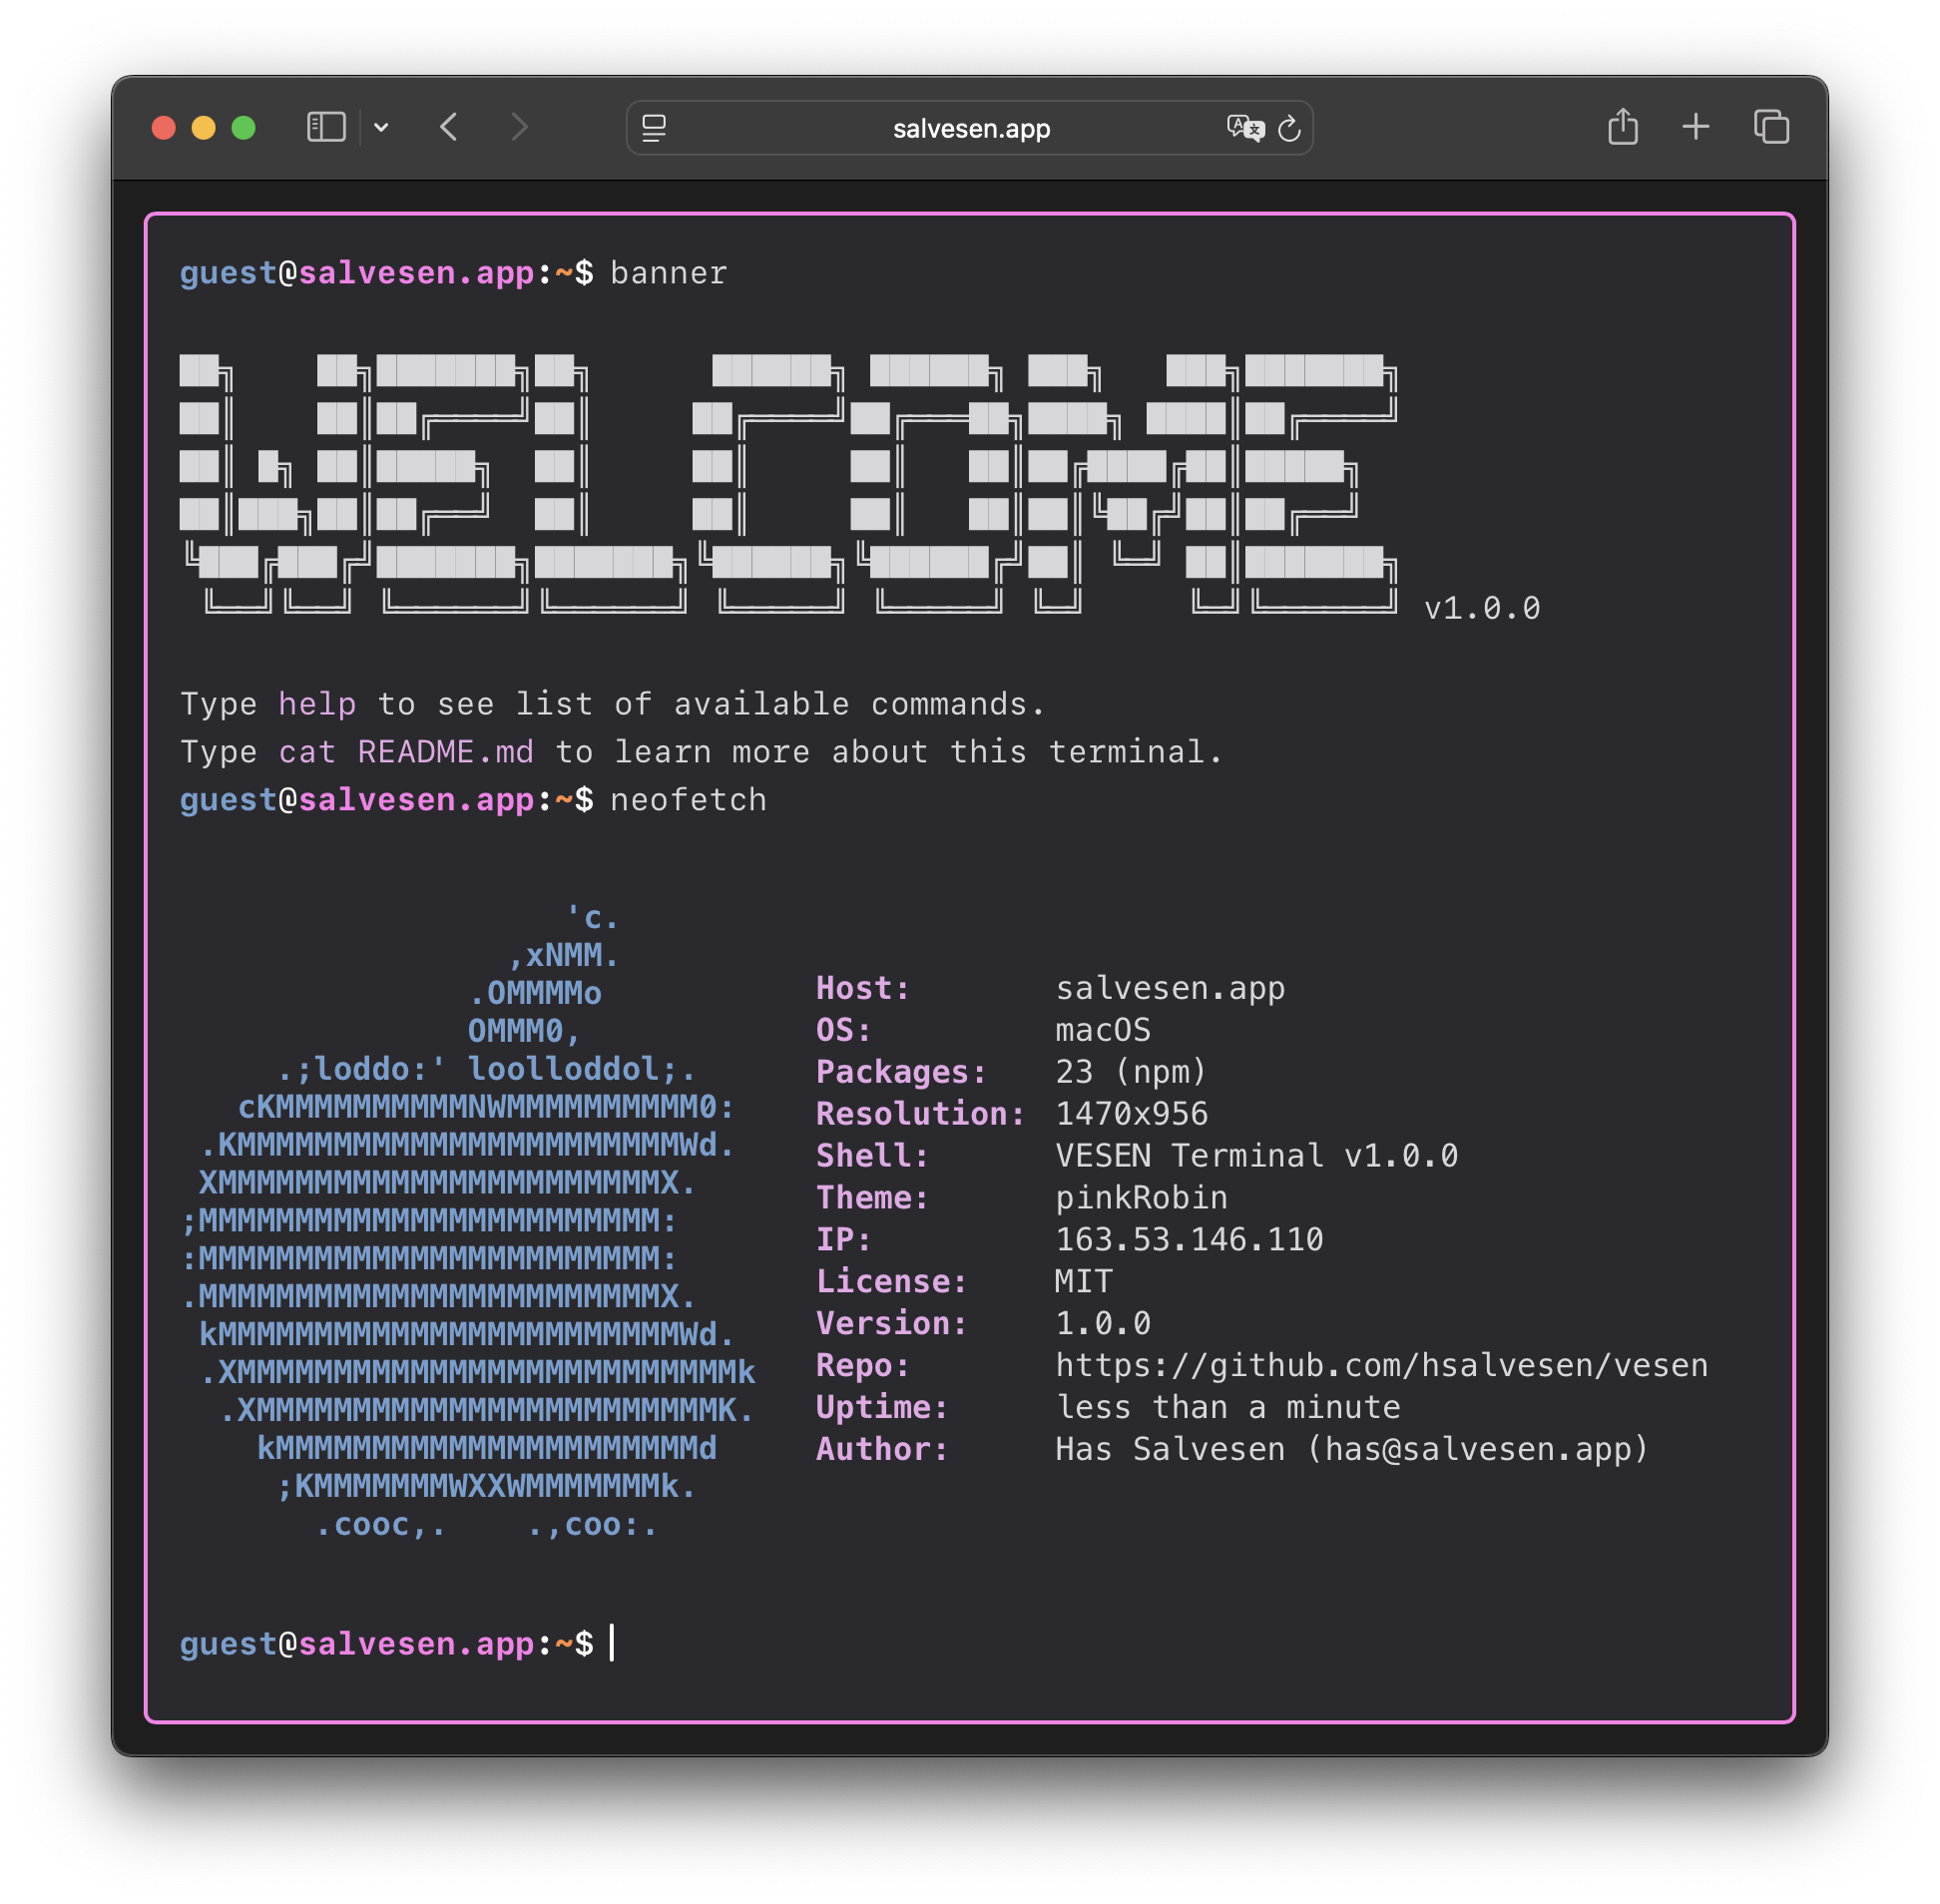 salvesen.app
guest@salvesen.app:~$ banner
WELCOME
v1.0.0
Type help to see list of available commands.
Type cat README.md to learn more about this terminal.
guest@salvesen.app:~$ neofetch
'c.
,xNMM.
.OMMMMo
OMMM0,
.;loddo:' loolloddol;.
cKMMMMMMMMMMNWMMMMMMMMMM0:
.KMMMMMMMMMMMMMMMMMMMMMMMWd.
XMMMMMMMMMMMMMMMMMMMMMMMX.
;MMMMMMMMMMMMMMMMMMMMMMMM:
:MMMMMMMMMMMMMMMMMMMMMMMM:
.MMMMMMMMMMMMMMMMMMMMMMMMX.
kMMMMMMMMMMMMMMMMMMMMMMMMWd.
.XMMMMMMMMMMMMMMMMMMMMMMMMMMk
.XMMMMMMMMMMMMMMMMMMMMMMMMK.
kMMMMMMMMMMMMMMMMMMMMMMd
;KMMMMMMMWXXWMMMMMMMk.
.cooc,.    .,coo:.
Host: salvesen.app
OS: macOS
Packages: 23 (npm)
Resolution: 1470x956
Shell: VESEN Terminal v1.0.0
Theme: pinkRobin
IP: 163.53.146.110
License: MIT
Version: 1.0.0
Repo: https://github.com/hsalvesen/vesen
Uptime: less than a minute
Author: Has Salvesen (has@salvesen.app)
guest@salvesen.app:~$